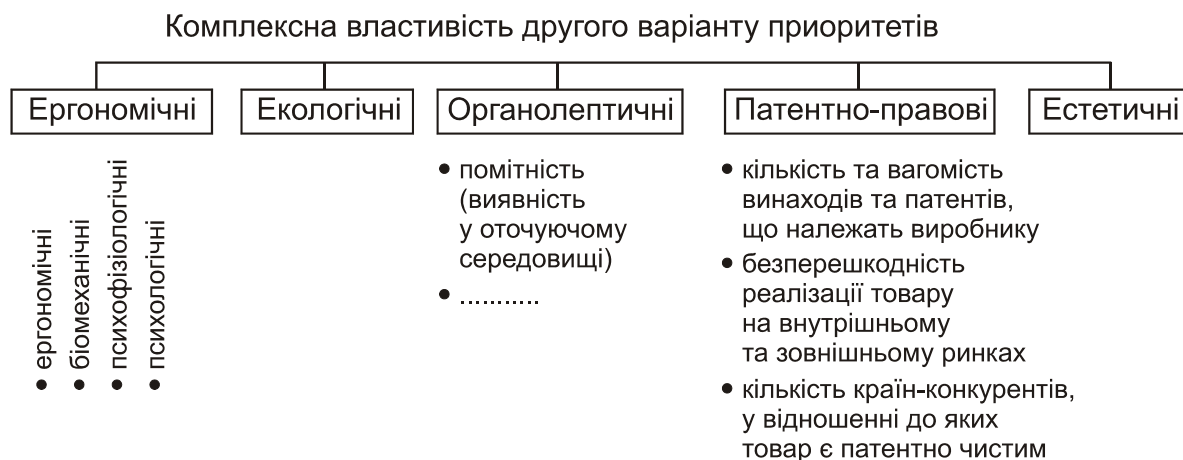 Комплексна властивість другого варіанту приоритетів
Ергономічні
Екологічні
Органолептичні
Патентно-правові
Естетичні
• ергономічні
• біомеханічні
• психофізіологічні
• психологічні
• помітність
(виявність
у оточуючому
середовищі)
• ...........
• кількість та вагомість
винаходів та патентів,
що належать виробнику
• безперешкодність
реалізації товару
на внутрішньому
та зовнішньому ринках
• кількість країн-конкурентів,
у відношенні до яких
товар є патентно чистим